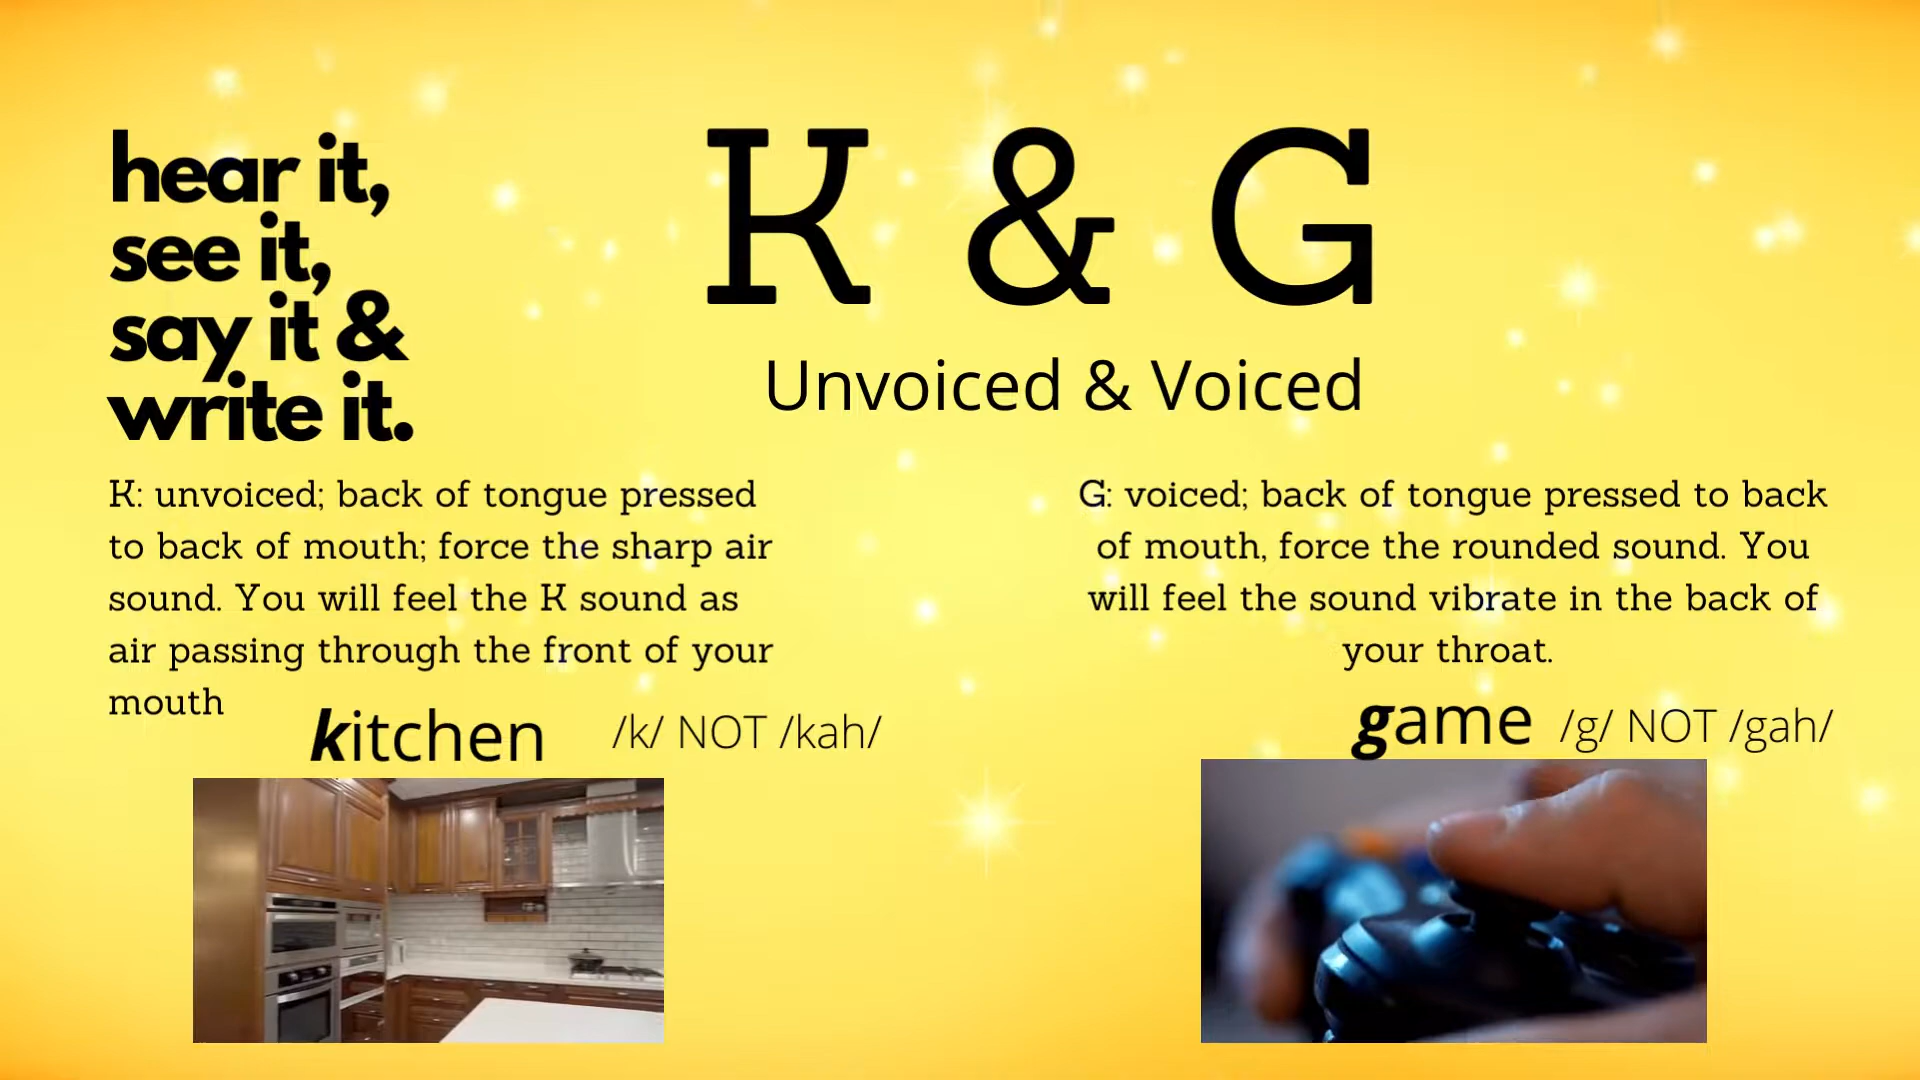 hear it,
see it,
say it &
write it.
K & G
Unvoiced & Voiced
K: unvoiced; back of tongue pressed
to back of mouth; force the sharp air
sound. You will feel the K sound as
air passing through the front of your
mouth
kitchen /k/ NOT /kah/
G: voiced; back of tongue pressed to back
of mouth, force the rounded sound. You
will feel the sound vibrate in the back of
your throat.
game /g/ NOT /gah/